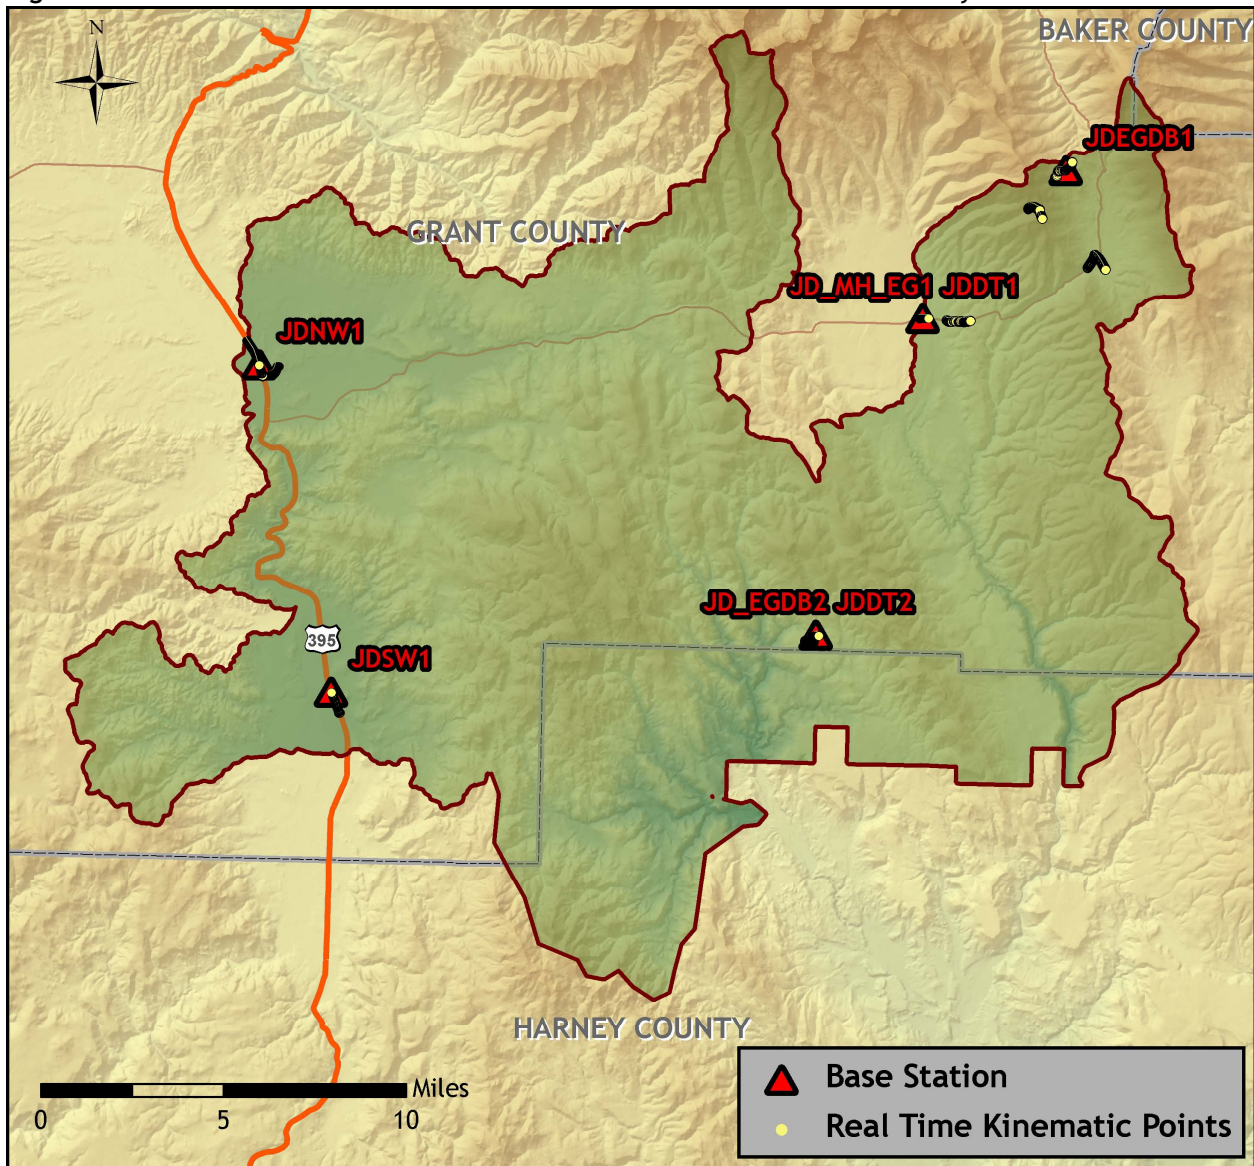 N
BAKER COUNTY
JDEGDB1
GRANT COUNTY
JD_MH_EG1 JDDT1
JDNW1
JD_EGDB2 JDDT2
395
JDSW1
HARNEY COUNTY
Miles
0 5 10
Base Station
Real Time Kinematic Points